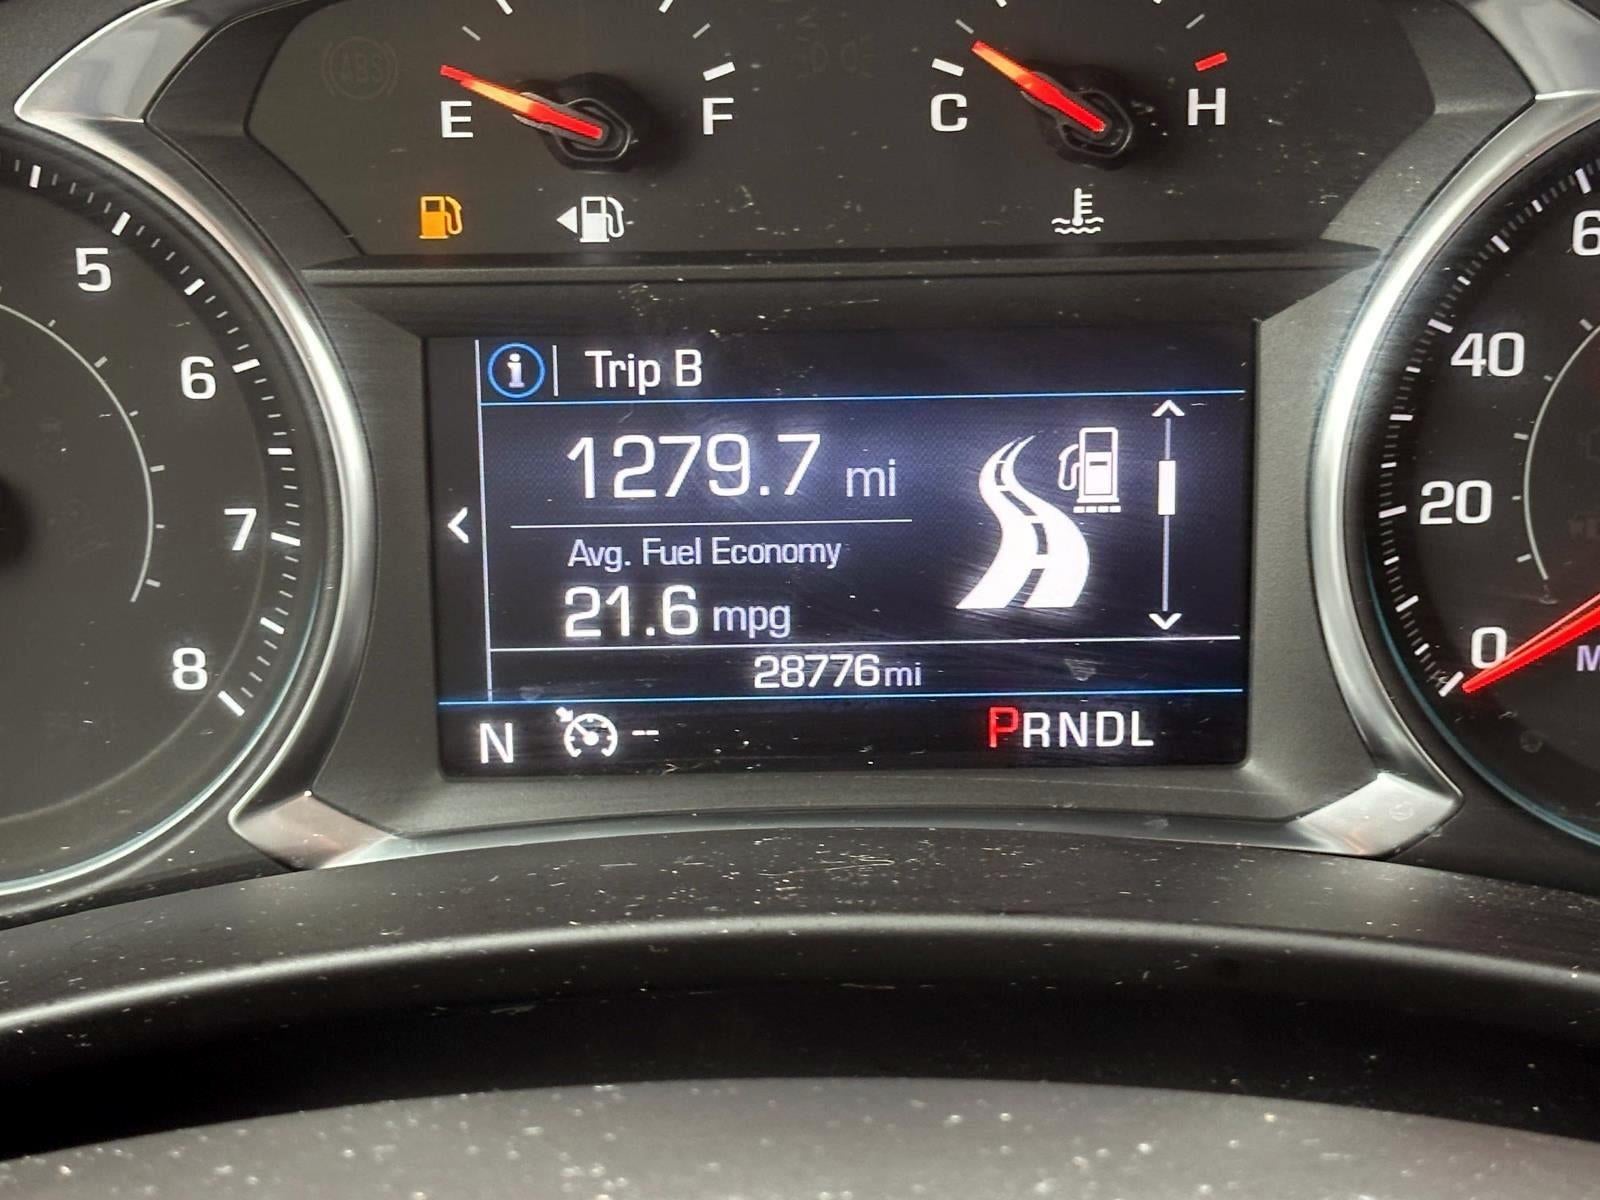 ABS
E F
C H
5
6
7
8
i Trip B
1279.7 mi
Avg. Fuel Economy
21.6 mpg
28776mi
N -- PRNDL
40
20
0